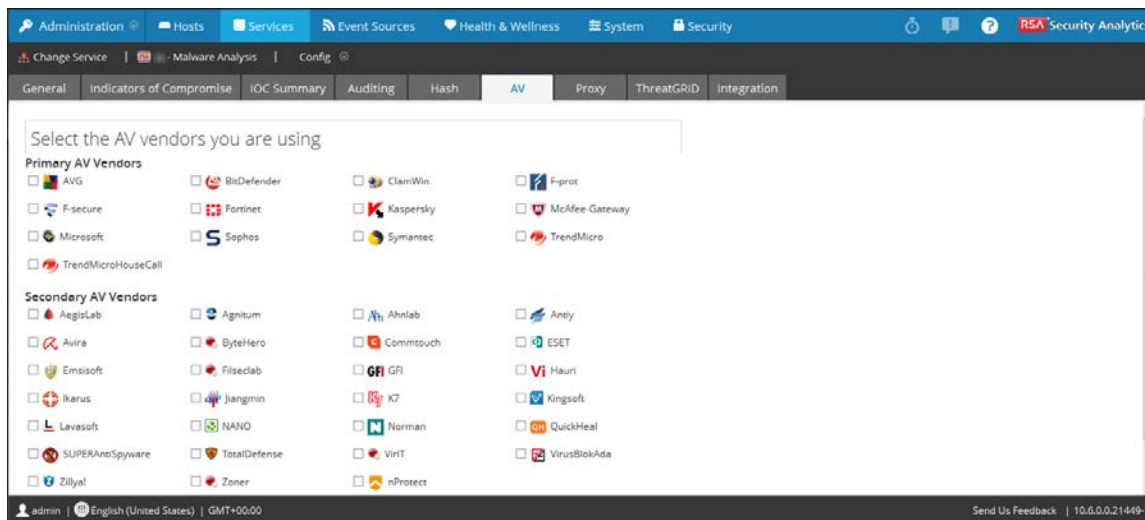 Administration Hosts Services Event Sources Health & Wellness System Security RSA Security Analytic
Change Service | - Malware Analysis | Config
General Indicators of Compromise IOC Summary Auditing Hash AV Proxy ThreatGRID Integration
Select the AV vendors you are using
Primary AV Vendors
AVG BitDefender ClamWin F-prot
F-secure Fortinet Kaspersky McAfee-Gateway
Microsoft Sophos Symantec TrendMicro
TrendMicroHouseCall
Secondary AV Vendors
AegisLab Agnitum Ahnlab Antiy
Avira ByteHero Commtouch ESET
Emsisoft Filseclab GFI GFI Hauri
Ikarus Jiangmin K7 Kingsoft
Lavasoft NANO Norman QuickHeal
SUPERAntiSpyware TotalDefense VirIT VirusBlokAda
Zillya! Zoner nProtect
admin | English (United States) | GMT+00:00 Send Us Feedback | 10.6.0.0.21449-